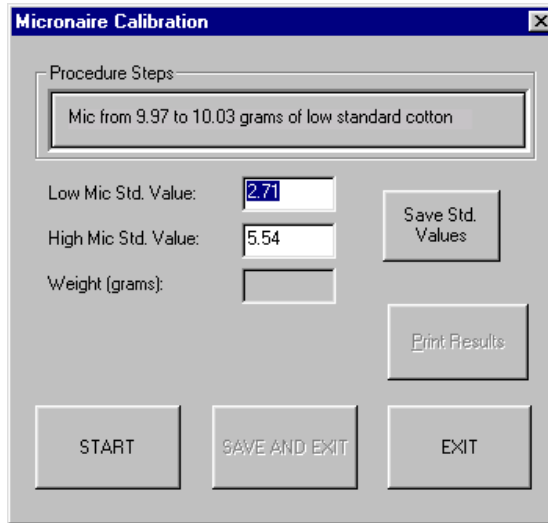 Micronaire Calibration
Procedure Steps
Mic from 9.97 to 10.03 grams of low standard cotton
Low Mic Std. Value: 2.71
High Mic Std. Value: 5.54
Weight (grams):
Save Std.
Values
Print Results
START
SAVE AND EXIT
EXIT